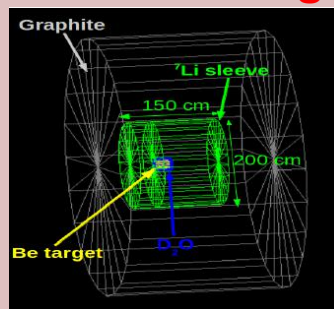 Graphite
⁷Li sleeve
150 cm
200 cm
Be target
D₂O